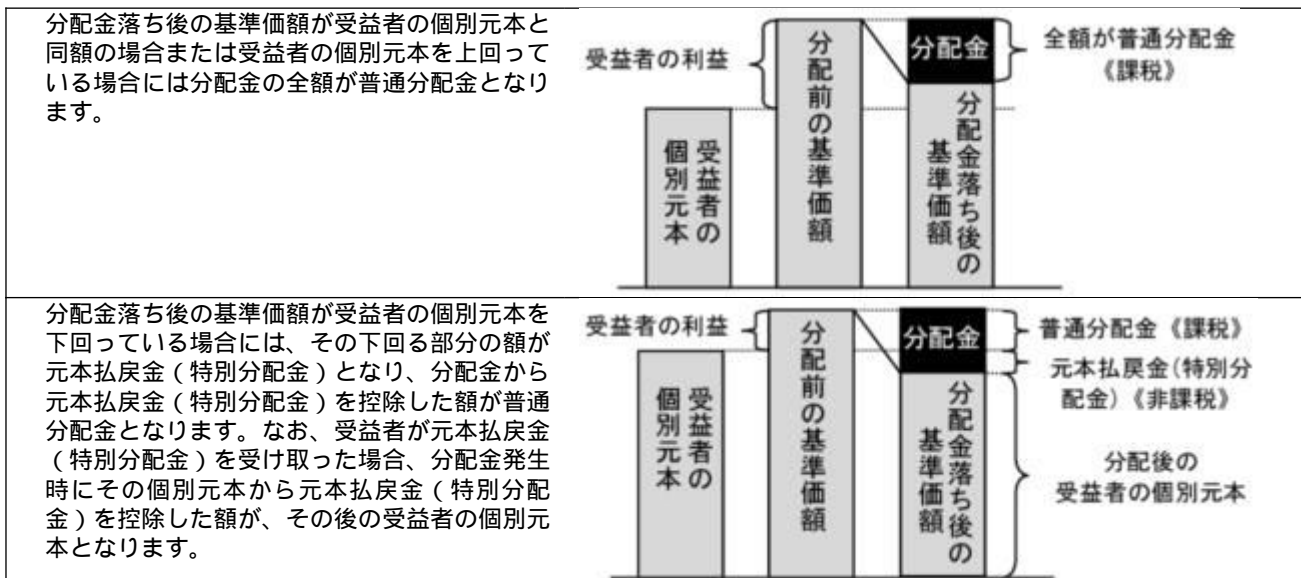 分配金落ち後の基準価額が受益者の個別元本と
同額の場合または受益者の個別元本を上回って
いる場合には分配金の全額が普通分配金となり
ます。
受益者の利益
受益者の
個別元本
分配前の基準価額
分配金
分配金落ち後の
基準価額
全額が普通分配金
《課税》
分配金落ち後の基準価額が受益者の個別元本を
下回っている場合には、その下回る部分の額が
元本払戻金(特別分配金)となり、分配金から
元本払戻金(特別分配金)を控除した額が普通
分配金となります。なお、受益者が元本払戻金
(特別分配金)を受け取った場合、分配金発生
時にその個別元本から元本払戻金(特別分配
金)を控除した額が、その後の受益者の個別元
本となります。
受益者の利益
受益者の
個別元本
分配前の基準価額
分配金
分配金落ち後の
基準価額
普通分配金《課税》
元本払戻金(特別分
配金)《非課税》
分配後の
受益者の個別元本